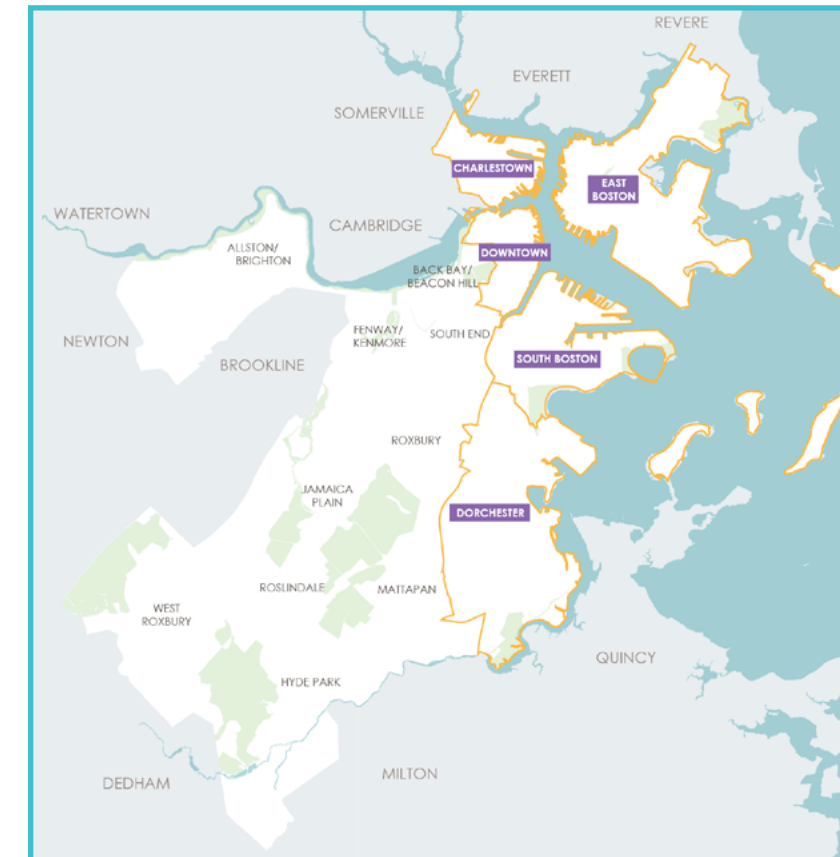 REVERE
EVERETT
SOMERVILLE
CHARLESTOWN
EAST
BOSTON
WATERTOWN
CAMBRIDGE
ALLSTON/
BRIGHTON
DOWNTOWN
BACK BAY/
BEACON HILL
FENWAY/
KENMORE
SOUTH END
NEWTON
BROOKLINE
SOUTH BOSTON
ROXBURY
JAMAICA
PLAIN
DORCHESTER
ROSLINDALE
MATTAPAN
WEST
ROXBURY
QUINCY
HYDE PARK
DEDHAM
MILTON